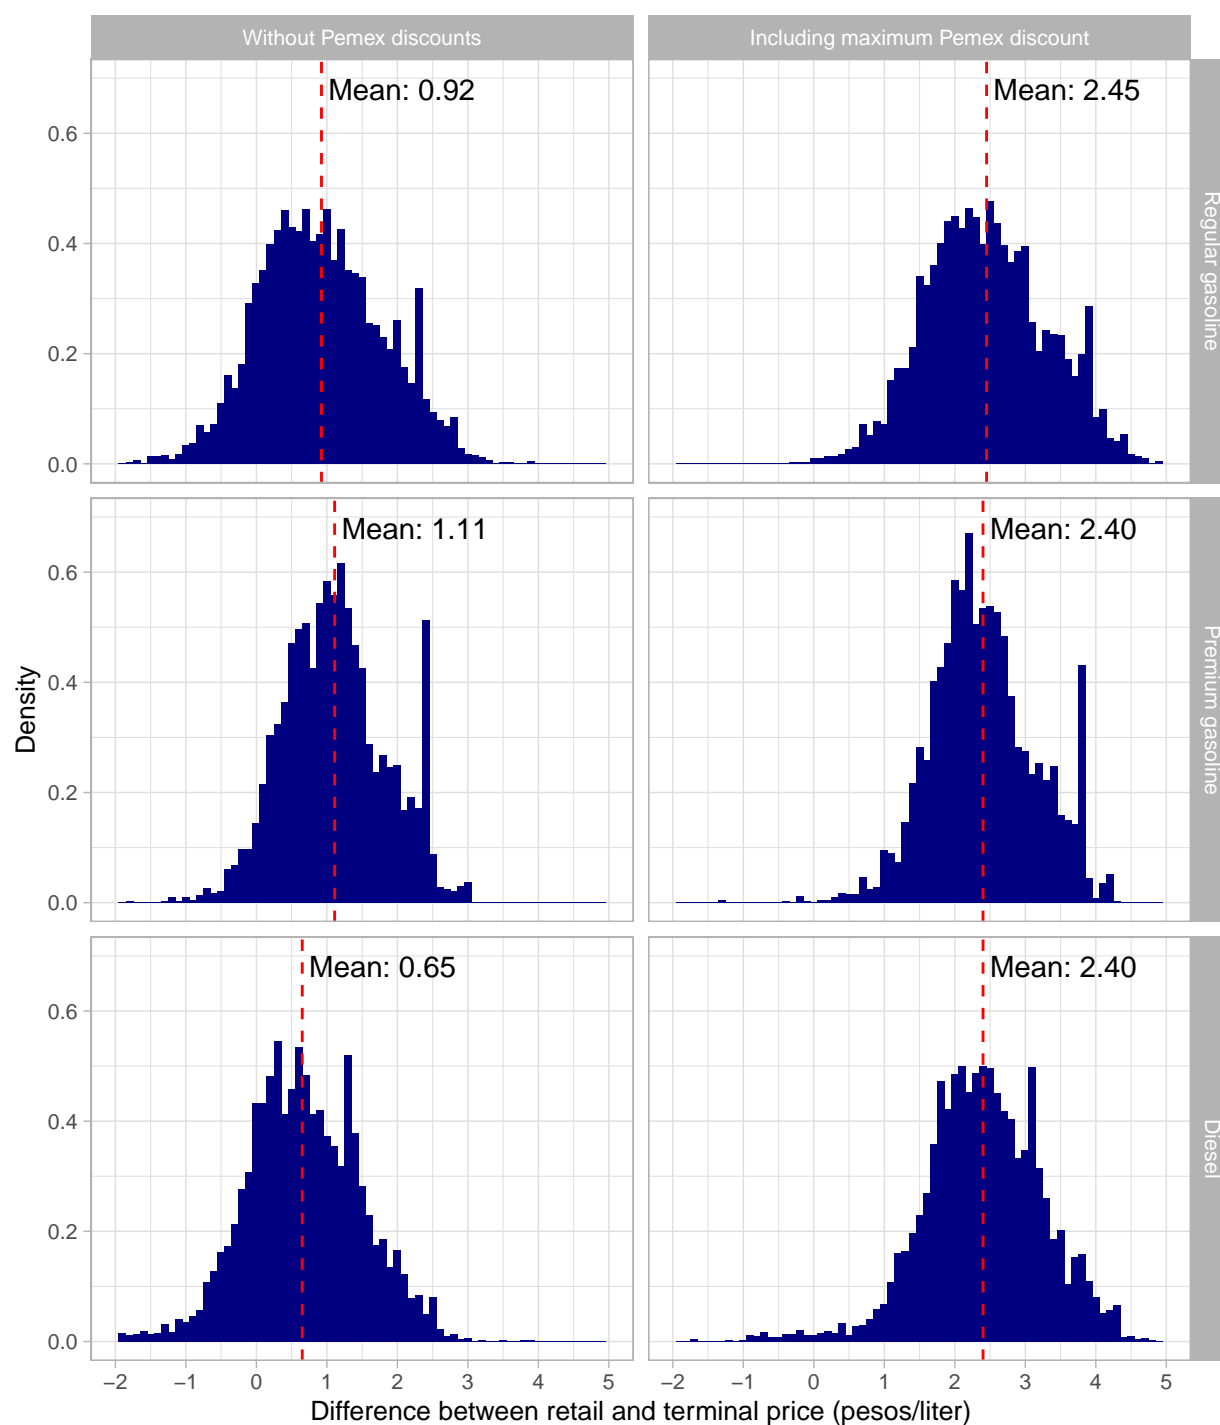 Without Pemex discounts
Including maximum Pemex discount
Mean: 0.92
Mean: 2.45
0.6
0.4
0.2
0.0
Regular gasoline
Mean: 1.11
Mean: 2.40
0.6
0.4
0.2
0.0
Premium gasoline
Density
Mean: 0.65
Mean: 2.40
0.6
0.4
0.2
0.0
Diesel
−2 −1 0 1 2 3 4 5
−2 −1 0 1 2 3 4 5
Difference between retail and terminal price (pesos/liter)